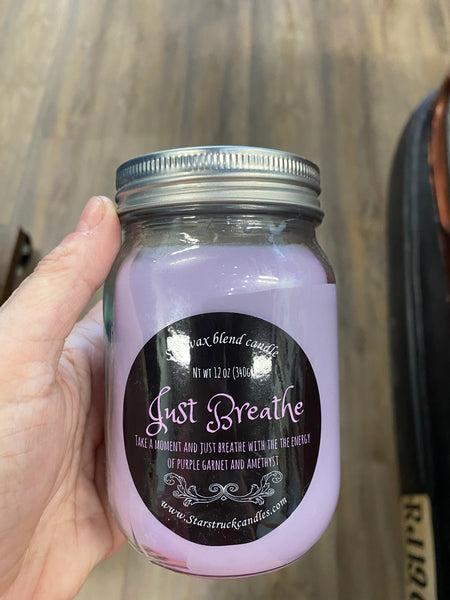 Soy wax blend candle
Nt wt 12 oz (340g)
Just Breathe
Take a moment and just breathe with the the energy
of purple garnet and amethyst
www.Starstruckcandles.com